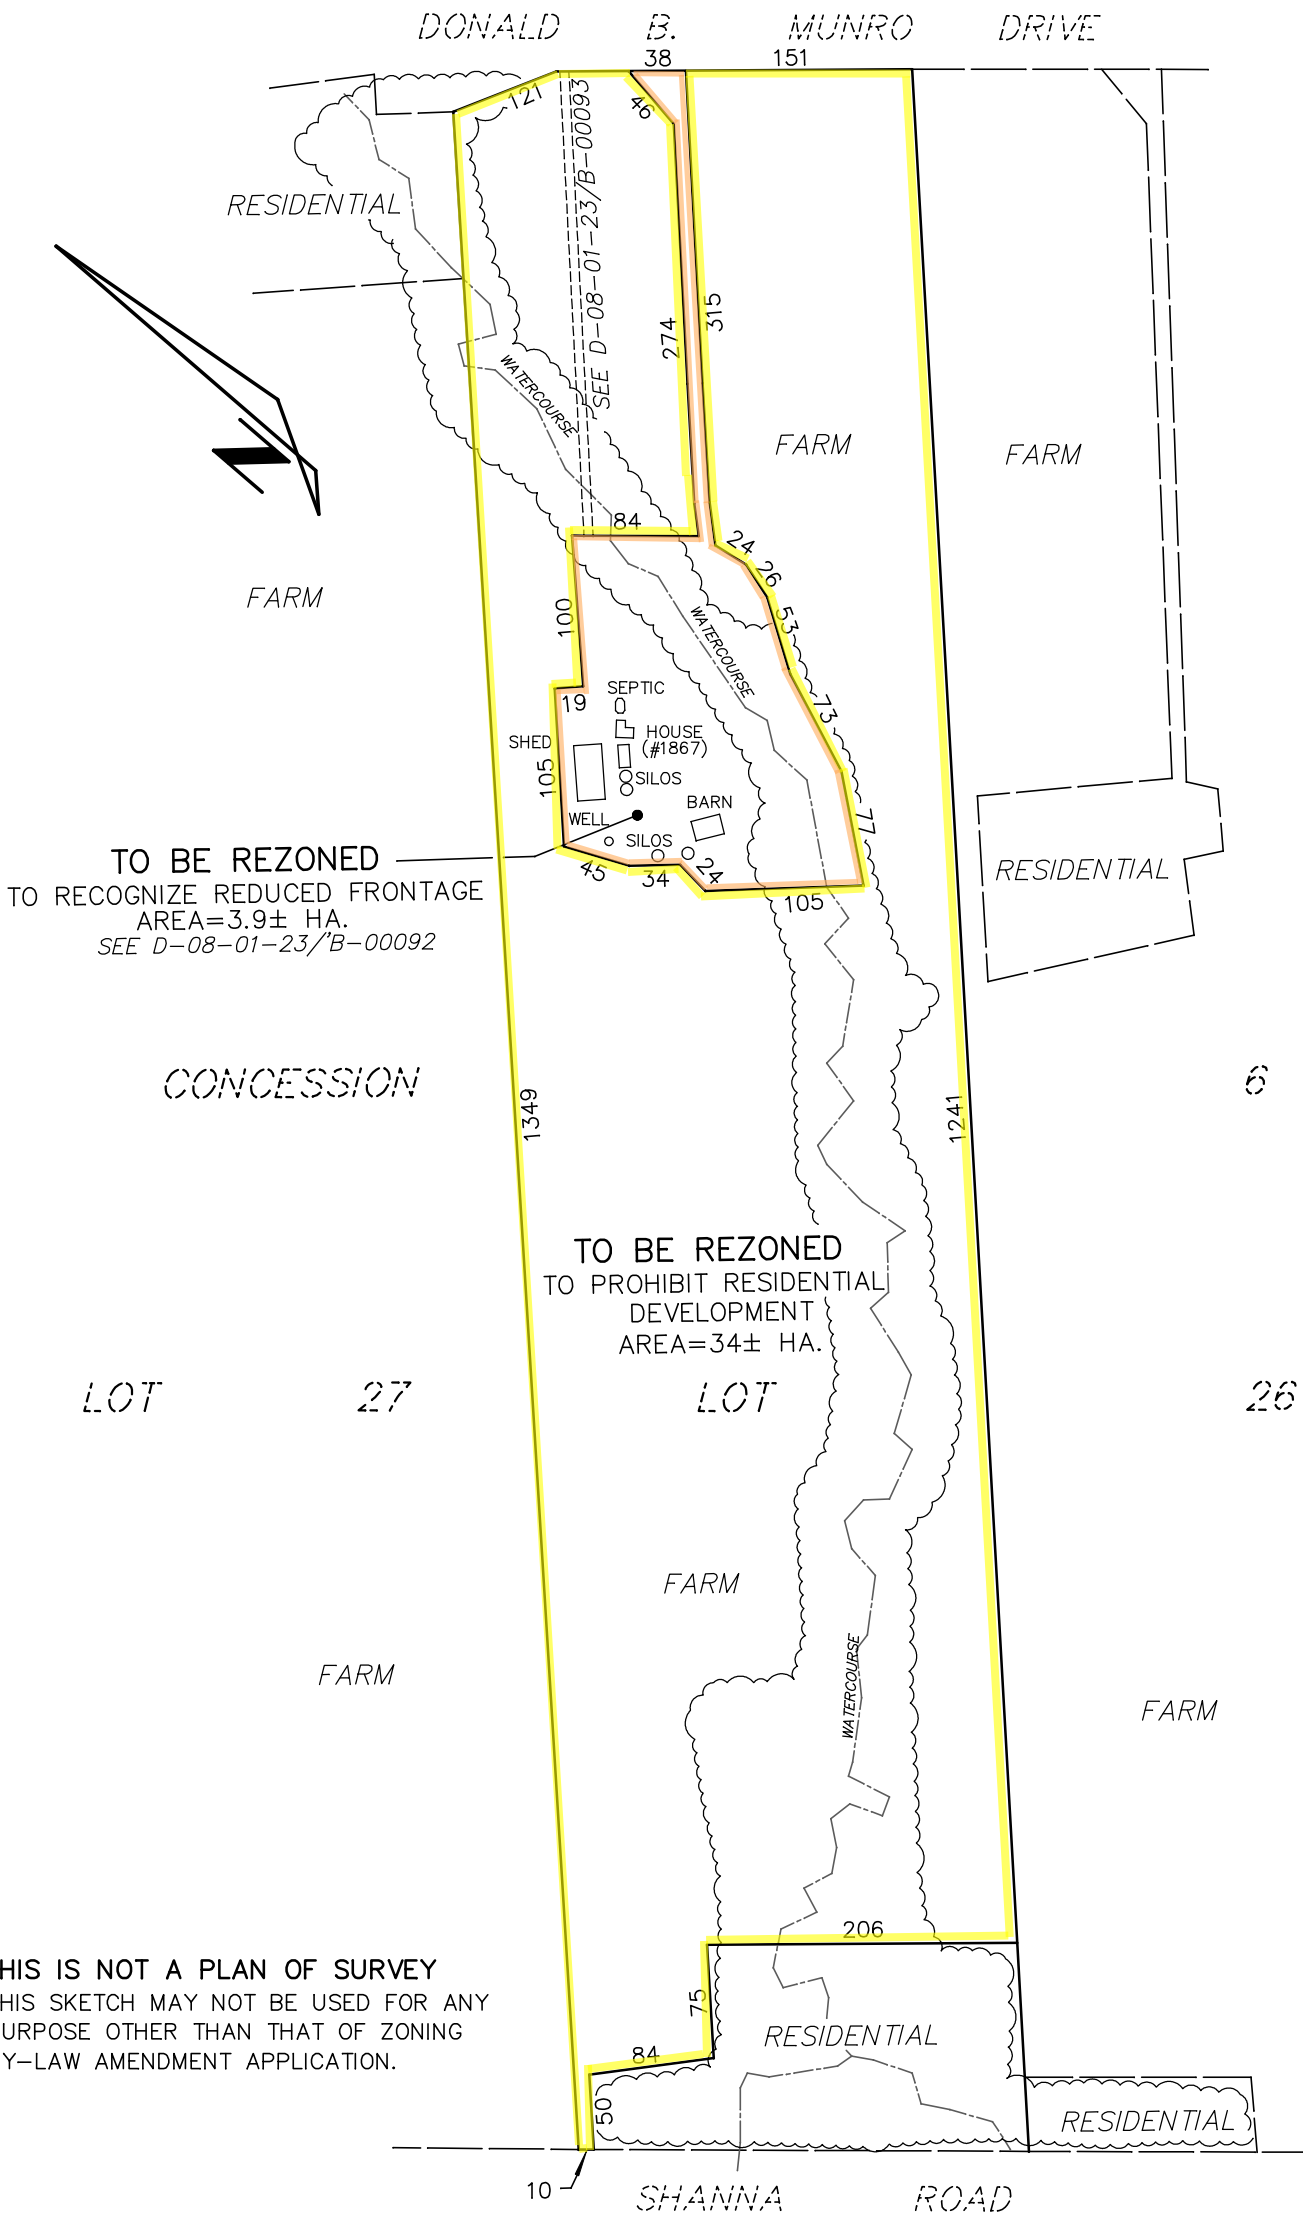 DONALD B. MUNRO DRIVE
38
151
121
46
SEE D-08-01-23/B-00093
RESIDENTIAL
274
315
WATERCOURSE
FARM
FARM
84
24
26
53
FARM
100
WATERCOURSE
19
SEPTIC
73
SHED
HOUSE
(#1867)
105
SILOS
BARN
77
WELL
SILOS
45
34
24
105
RESIDENTIAL
TO BE REZONED
TO RECOGNIZE REDUCED FRONTAGE
AREA=3.9± HA.
SEE D-08-01-23/'B-00092
CONCESSION 6
1349
1241
TO BE REZONED
TO PROHIBIT RESIDENTIAL
DEVELOPMENT
AREA=34± HA.
LOT 27 LOT 26
FARM
FARM
WATERCOURSE
FARM
206
HIS IS NOT A PLAN OF SURVEY
HIS SKETCH MAY NOT BE USED FOR ANY
URPOSE OTHER THAN THAT OF ZONING
Y-LAW AMENDMENT APPLICATION.
75
RESIDENTIAL
84
50
RESIDENTIAL
10
SHANNA ROAD